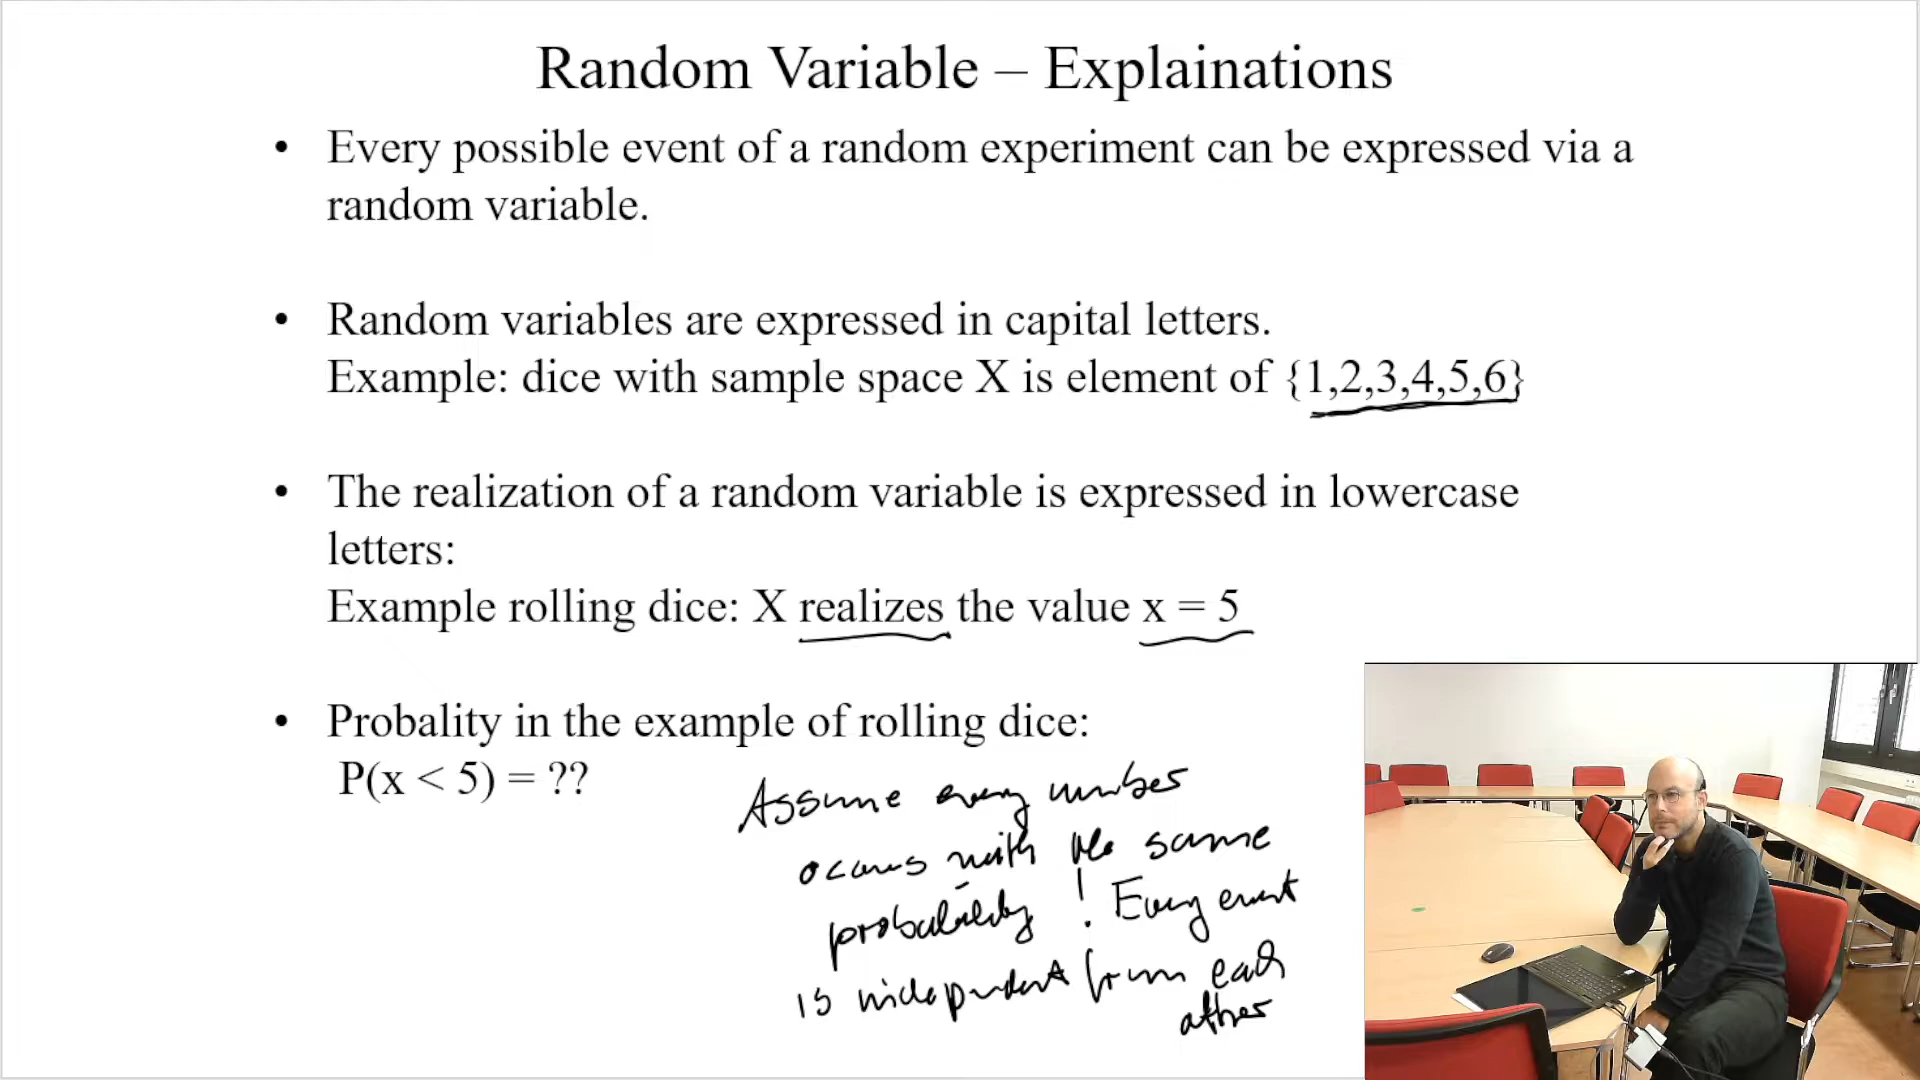 Random Variable – Explainations
• Every possible event of a random experiment can be expressed via a
random variable.
• Random variables are expressed in capital letters.
Example: dice with sample space X is element of {1,2,3,4,5,6}
• The realization of a random variable is expressed in lowercase
letters:
Example rolling dice: X realizes the value x = 5
• Probality in the example of rolling dice:
P(x < 5) = ??
Assume every number
occurs with the same
probability ! Every event
is independent from each
other